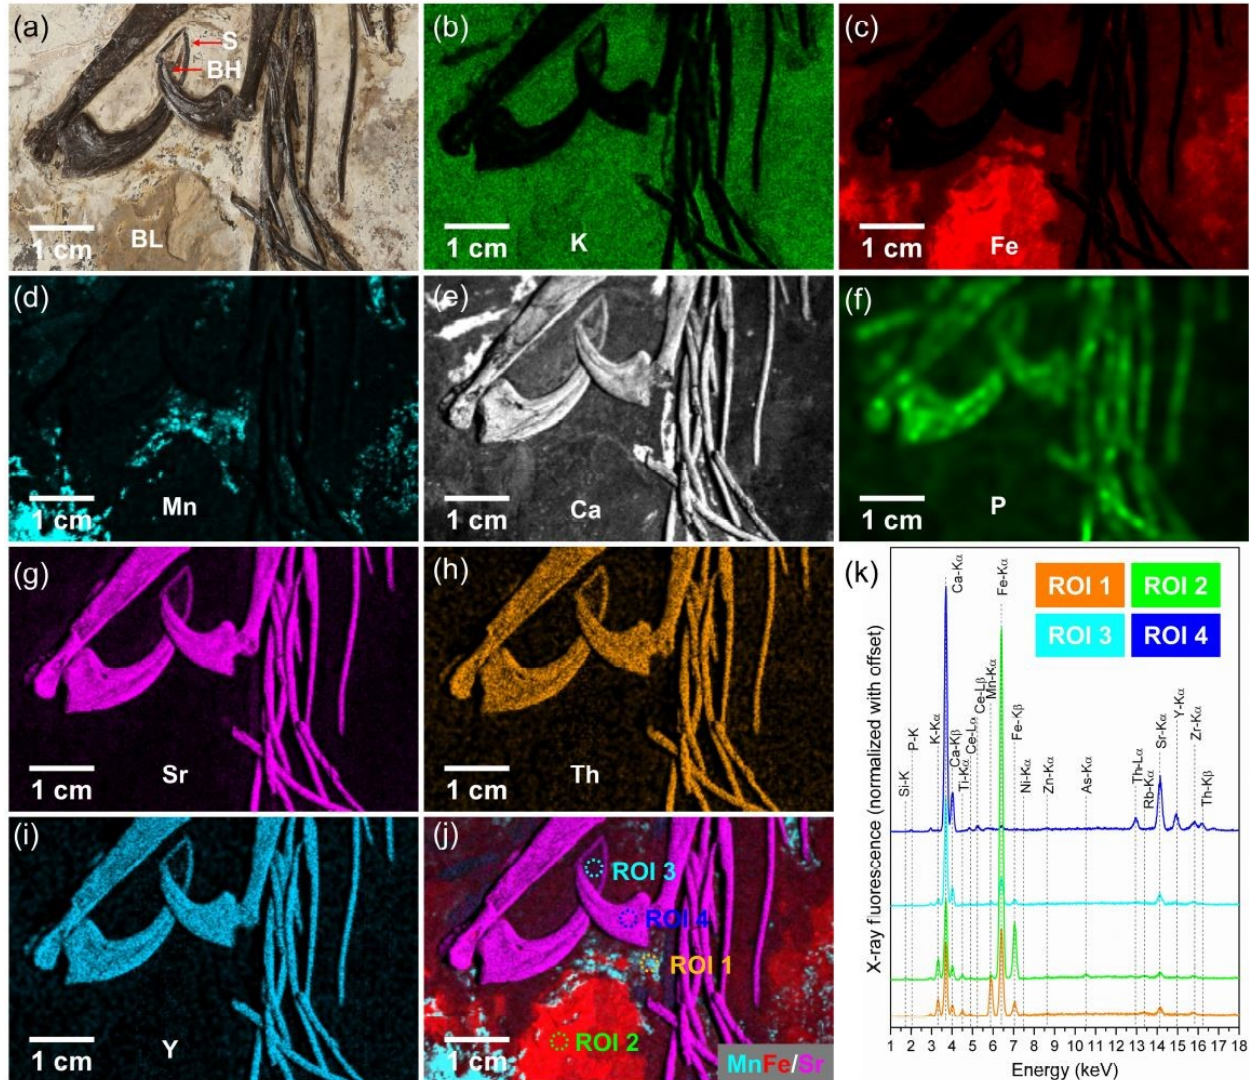 (a)
S
BH
BL
1 cm
(b)
K
1 cm
(c)
Fe
1 cm
(d)
Mn
1 cm
(e)
Ca
1 cm
(f)
P
1 cm
(g)
Sr
1 cm
(h)
Th
1 cm
(i)
Y
1 cm
(j)
ROI 3
ROI 4
ROI 1
ROI 2
MnFe/Sr
1 cm
(k)
ROI 1
ROI 2
ROI 3
ROI 4
X-ray fluorescence (normalized with offset)
Si-K
P-K
K-Kα
Ca-Kα
Ca-Kβ
Ti-Kα
Ce-Lα
Ce-Lβ
Mn-Kα
Fe-Kα
Fe-Kβ
Ni-Kα
Zn-Kα
As-Kα
Th-Lα
Rb-Kα
Sr-Kα
Y-Kα
Zr-Kα
Th-Kβ
1 2 3 4 5 6 7 8 9 10 11 12 13 14 15 16 17 18
Energy (keV)